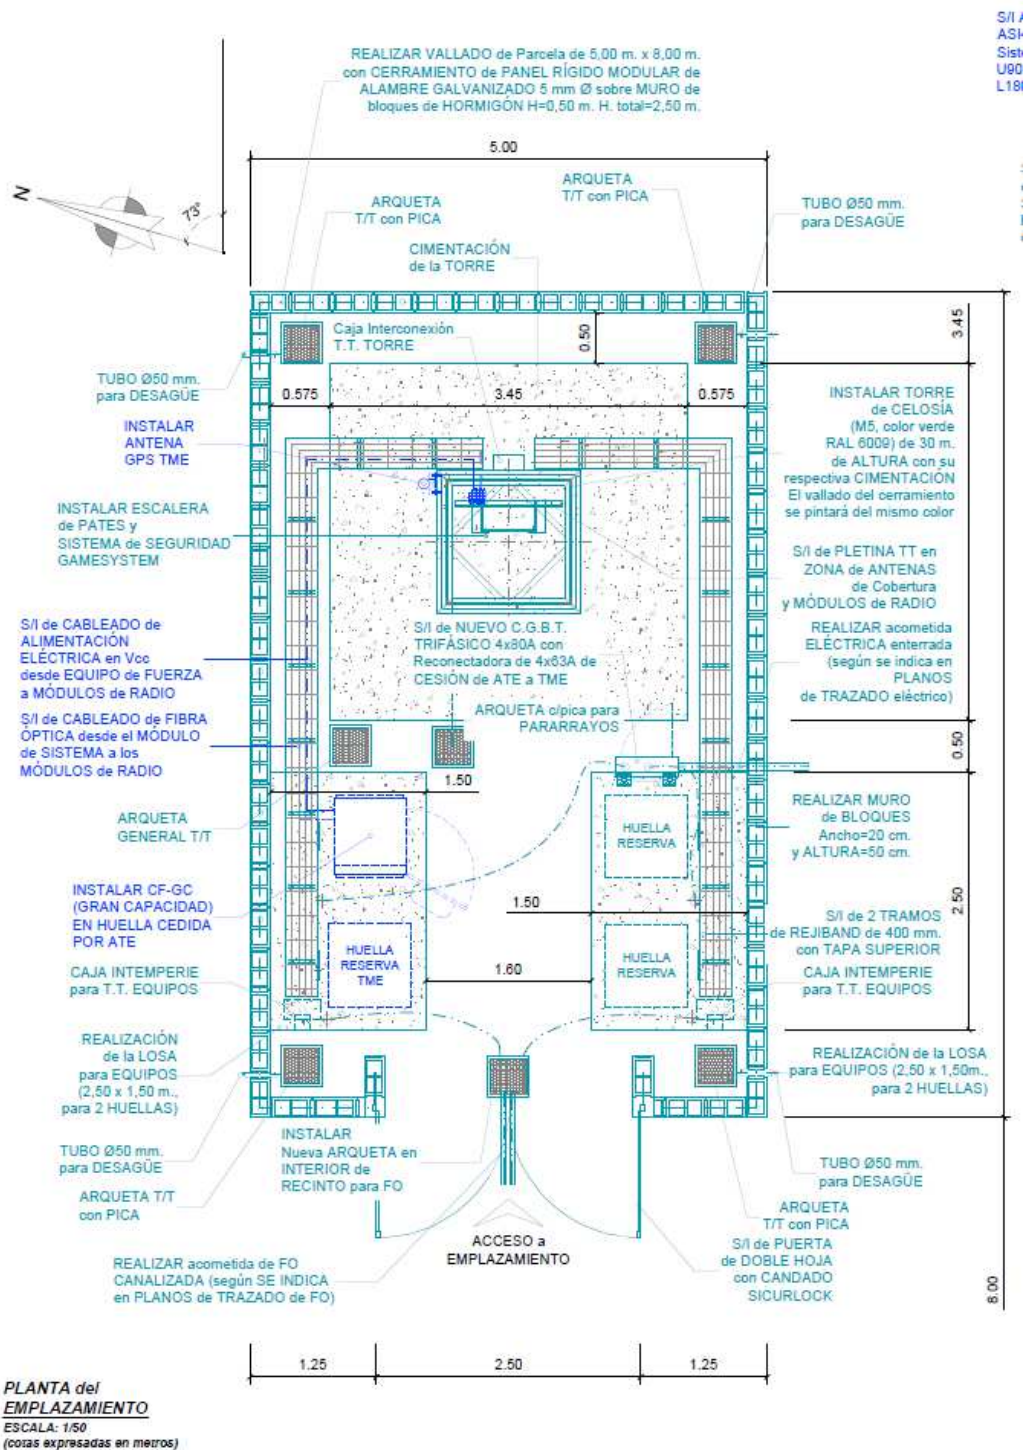 REALIZAR VALLADO de Parcela de 5,00 m. x 8,00 m.
con CERRAMIENTO de PANEL RÍGIDO MODULAR de
ALAMBRE GALVANIZADO 5 mm Ø sobre MURO de
bloques de HORMIGÓN H=0,50 m. H. total=2,50 m.
5.00
N
73º
ARQUETA
T/T con PICA
ARQUETA
T/T con PICA
TUBO Ø50 mm.
para DESAGÜE
CIMENTACIÓN
de la TORRE
Caja Interconexión
T.T. TORRE
0.50
3.45
TUBO Ø50 mm.
para DESAGÜE
0.575
3.45
0.575
INSTALAR
ANTENA
GPS TME
INSTALAR TORRE
de CELOSÍA
(M5, color verde
RAL 6009) de 30 m.
de ALTURA con su
respectiva CIMENTACIÓN
El vallado del cerramiento
se pintará del mismo color
INSTALAR ESCALERA
de PATES y
SISTEMA de SEGURIDAD
GAMESYSTEM
S/I de PLETINA TT en
ZONA de ANTENAS
de Cobertura
y MÓDULOS de RADIO
S/I de CABLEADO de
ALIMENTACIÓN
ELÉCTRICA en Vcc
desde EQUIPO de FUERZA
a MÓDULOS de RADIO
S/I de NUEVO C.G.B.T.
TRIFÁSICO 4x80A con
Reconectadora de 4x63A de
CESIÓN de ATE a TME
REALIZAR acometida
ELÉCTRICA enterrada
(según se indica en
PLANOS
de TRAZADO eléctrico)
S/I de CABLEADO de FIBRA
ÓPTICA desde el MÓDULO
de SISTEMA a los
MÓDULOS de RADIO
ARQUETA c/pica para
PARARRAYOS
0.50
1.50
ARQUETA
GENERAL T/T
HUELLA
RESERVA
REALIZAR MURO
de BLOQUES
Ancho=20 cm.
y ALTURA=50 cm.
INSTALAR CF-GC
(GRAN CAPACIDAD)
EN HUELLA CEDIDA
POR ATE
1.50
2.50
S/I de 2 TRAMOS
de REJIBAND de 400 mm.
con TAPA SUPERIOR
HUELLA
RESERVA
TME
HUELLA
RESERVA
1.60
CAJA INTEMPERIE
para T.T. EQUIPOS
CAJA INTEMPERIE
para T.T. EQUIPOS
REALIZACIÓN
de la LOSA
para EQUIPOS
(2,50 x 1,50 m.,
para 2 HUELLAS)
REALIZACIÓN de la LOSA
para EQUIPOS (2,50 x 1,50m.,
para 2 HUELLAS)
TUBO Ø50 mm.
para DESAGÜE
INSTALAR
Nueva ARQUETA en
INTERIOR de
RECINTO para FO
TUBO Ø50 mm.
para DESAGÜE
ARQUETA T/T
con PICA
ARQUETA
T/T con PICA
ACCESO a
EMPLAZAMIENTO
S/I de PUERTA
de DOBLE HOJA
con CANDADO
SICURLOCK
REALIZAR acometida de FO
CANALIZADA (según SE INDICA
en PLANOS de TRAZADO de FO)
8.00
1.25
2.50
1.25
PLANTA del
EMPLAZAMIENTO
ESCALA: 1/50
(cotas expresadas en metros)